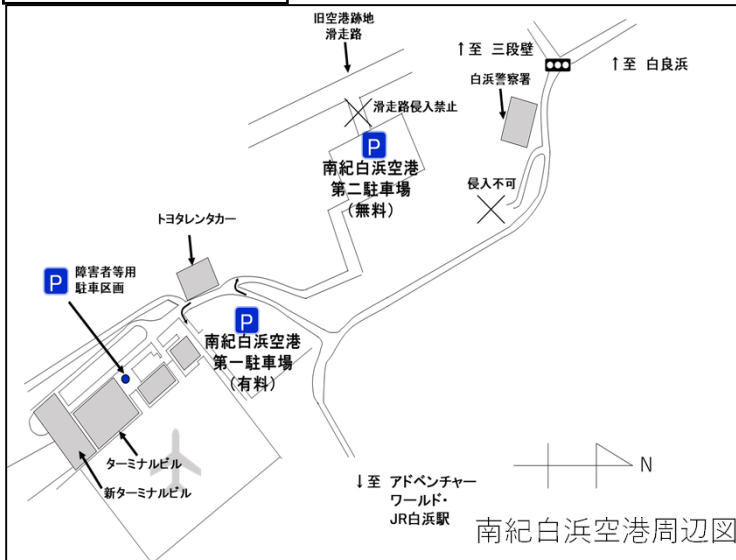 旧空港跡地
滑走路
↑至 三段壁
↑至 白良浜
白浜警察署
滑走路侵入禁止
P
南紀白浜空港
第二駐車場
(無料)
侵入不可
トヨタレンタカー
P
障害者等用
駐車区画
P
南紀白浜空港
第一駐車場
(有料)
ターミナルビル
新ターミナルビル
↓至 アドベンチャー
ワールド・
JR白浜駅
N
南紀白浜空港周辺図